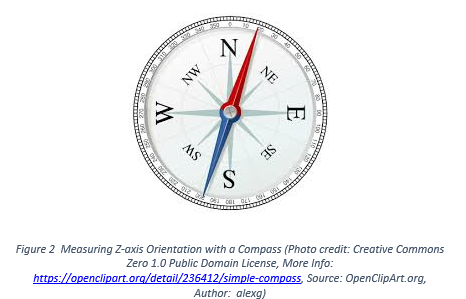 N
NW
NE
W
E
SW
SE
S
Figure 2 Measuring Z-axis Orientation with a Compass (Photo credit: Creative Commons
Zero 1.0 Public Domain License, More Info:
https://openclipart.org/detail/236412/simple-compass, Source: OpenClipArt.org,
Author: alexg)